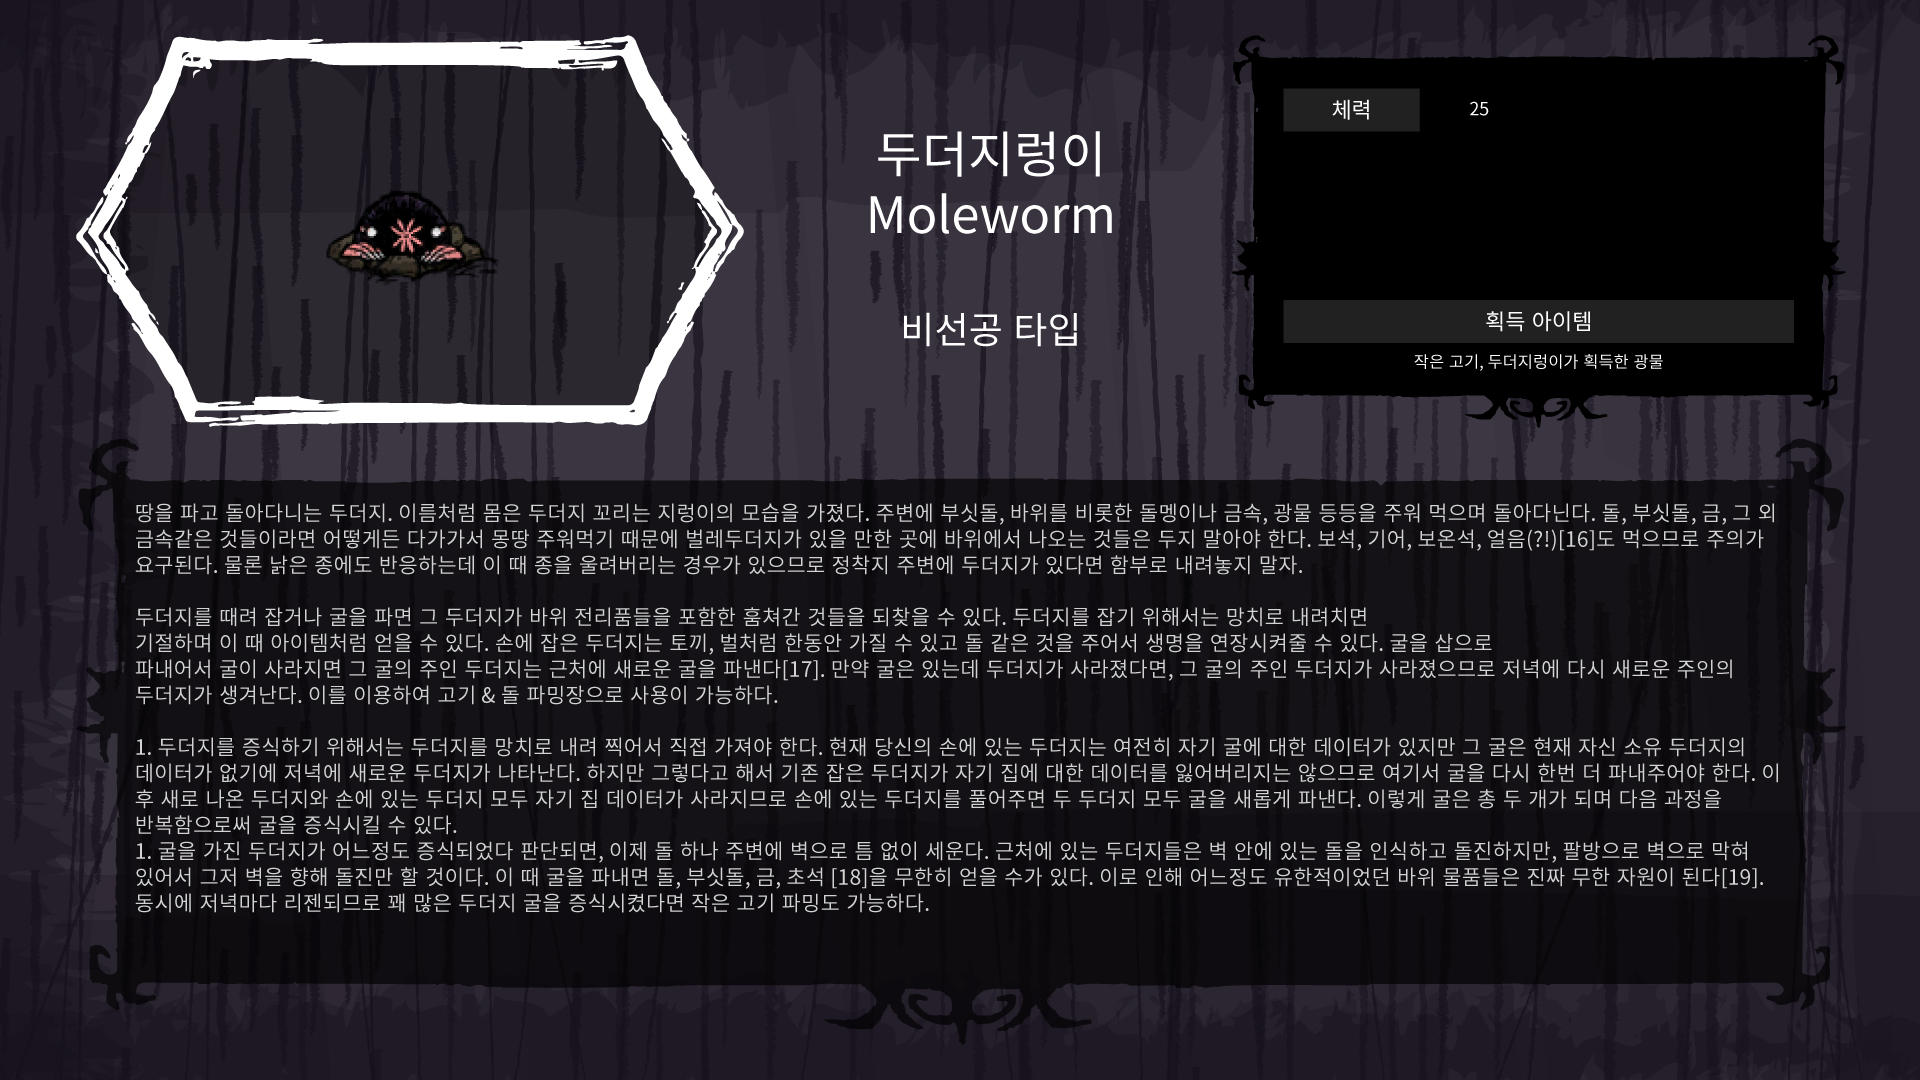 두더지렁이
Moleworm
비선공 타입
체력
25
획득 아이템
작은 고기, 두더지렁이가 획득한 광물
땅을 파고 돌아다니는 두더지. 이름처럼 몸은 두더지 꼬리는 지렁이의 모습을 가졌다. 주변에 부싯돌, 바위를 비롯한 돌멩이나 금속, 광물 등등을 주워 먹으며 돌아다닌다. 돌, 부싯돌, 금, 그 외
금속같은 것들이라면 어떻게든 다가가서 몽땅 주워먹기 때문에 벌레두더지가 있을 만한 곳에 바위에서 나오는 것들은 두지 말아야 한다. 보석, 기어, 보온석, 얼음(?!)[16]도 먹으므로 주의가
요구된다. 물론 낡은 종에도 반응하는데 이 때 종을 울려버리는 경우가 있으므로 정착지 주변에 두더지가 있다면 함부로 내려놓지 말자.
두더지를 때려 잡거나 굴을 파면 그 두더지가 바위 전리품들을 포함한 훔쳐간 것들을 되찾을 수 있다. 두더지를 잡기 위해서는 망치로 내려치면
기절하며 이 때 아이템처럼 얻을 수 있다. 손에 잡은 두더지는 토끼, 벌처럼 한동안 가질 수 있고 돌 같은 것을 주어서 생명을 연장시켜줄 수 있다. 굴을 삽으로
파내어서 굴이 사라지면 그 굴의 주인 두더지는 근처에 새로운 굴을 파낸다[17]. 만약 굴은 있는데 두더지가 사라졌다면, 그 굴의 주인 두더지가 사라졌으므로 저녁에 다시 새로운 주인의
두더지가 생겨난다. 이를 이용하여 고기 & 돌 파밍장으로 사용이 가능하다.
1. 두더지를 증식하기 위해서는 두더지를 망치로 내려 찍어서 직접 가져야 한다. 현재 당신의 손에 있는 두더지는 여전히 자기 굴에 대한 데이터가 있지만 그 굴은 현재 자신 소유 두더지의
데이터가 없기에 저녁에 새로운 두더지가 나타난다. 하지만 그렇다고 해서 기존 잡은 두더지가 자기 집에 대한 데이터를 잃어버리지는 않으므로 여기서 굴을 다시 한번 더 파내주어야 한다. 이
후 새로 나온 두더지와 손에 있는 두더지 모두 자기 집 데이터가 사라지므로 손에 있는 두더지를 풀어주면 두 두더지 모두 굴을 새롭게 파낸다. 이렇게 굴은 총 두 개가 되며 다음 과정을
반복함으로써 굴을 증식시킬 수 있다.
1. 굴을 가진 두더지가 어느정도 증식되었다 판단되면, 이제 돌 하나 주변에 벽으로 틈 없이 세운다. 근처에 있는 두더지들은 벽 안에 있는 돌을 인식하고 돌진하지만, 팔방으로 벽으로 막혀
있어서 그저 벽을 향해 돌진만 할 것이다. 이 때 굴을 파내면 돌, 부싯돌, 금, 초석 [18]을 무한히 얻을 수가 있다. 이로 인해 어느정도 유한적이었던 바위 물품들은 진짜 무한 자원이 된다[19].
동시에 저녁마다 리젠되므로 꽤 많은 두더지 굴을 증식시켰다면 작은 고기 파밍도 가능하다.